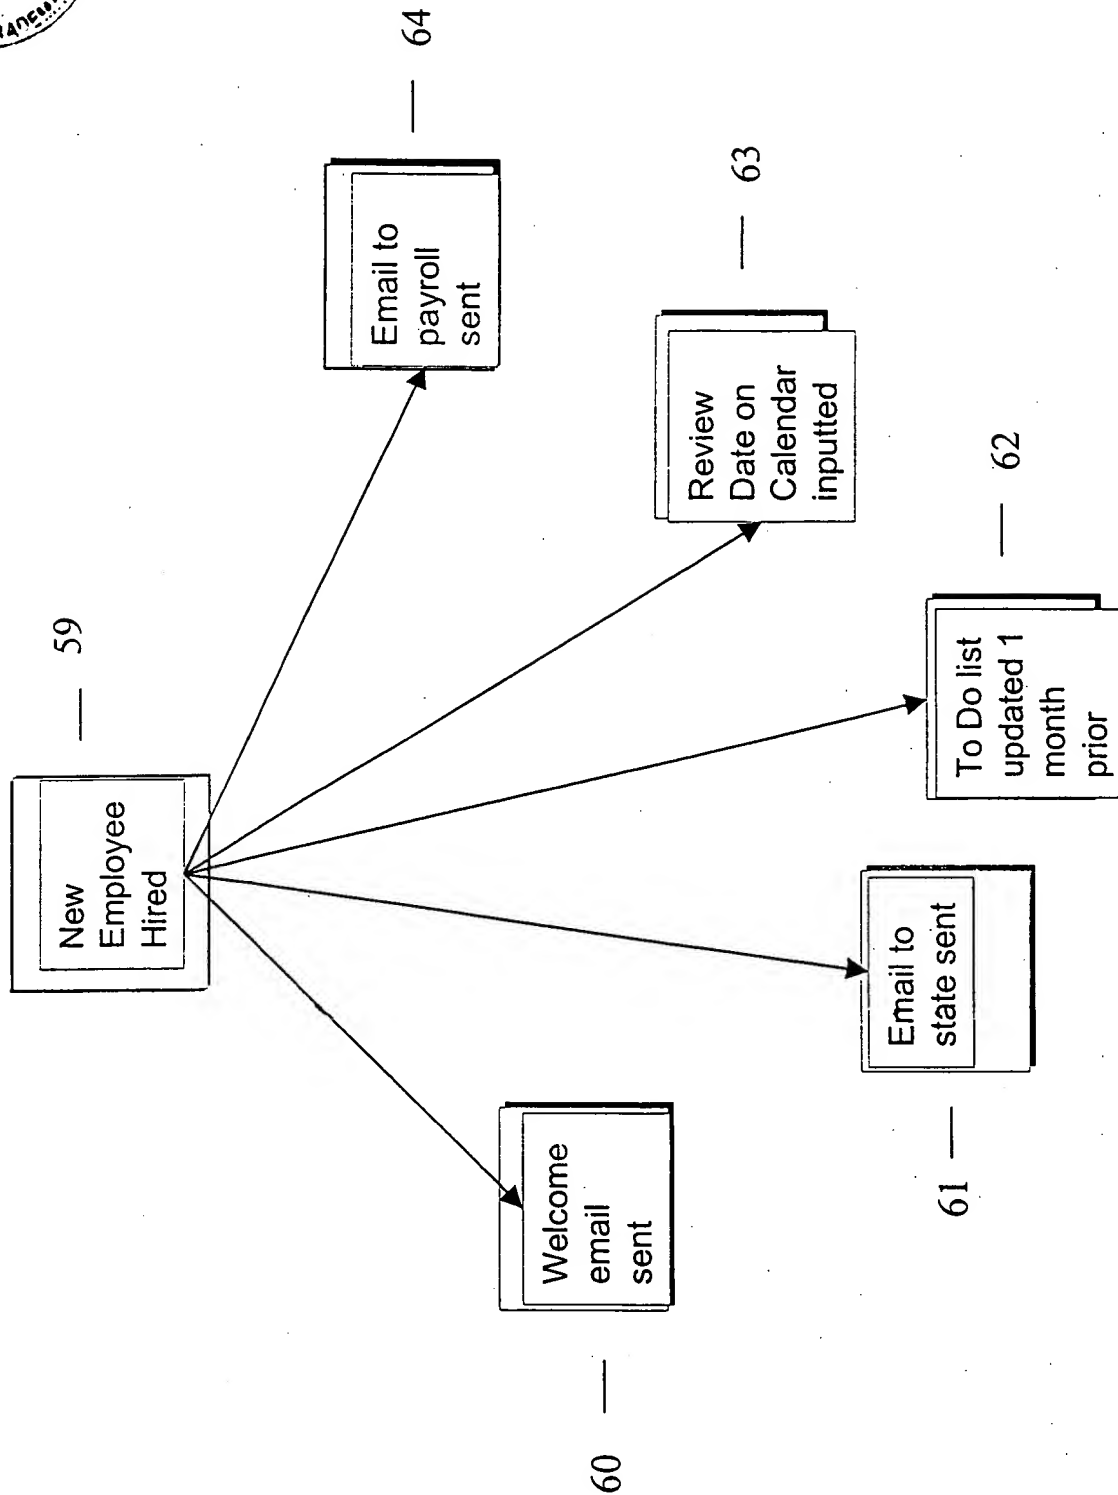 59
New
Employee
Hired
64
Email to
payroll
sent
63
Review
Date on
Calendar
inputted
62
To Do list
updated 1
month
prior
61
Email to
state sent
60
Welcome
email
sent